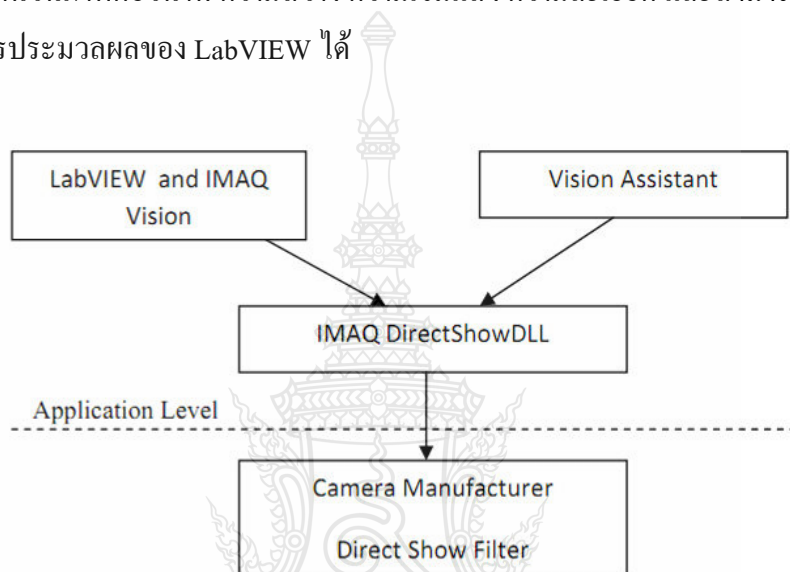 รประมวลผลของ LabVIEW ได้
LabVIEW and IMAQ
Vision
Vision Assistant
IMAQ DirectShowDLL
Application Level
Camera Manufacturer
Direct Show Filter